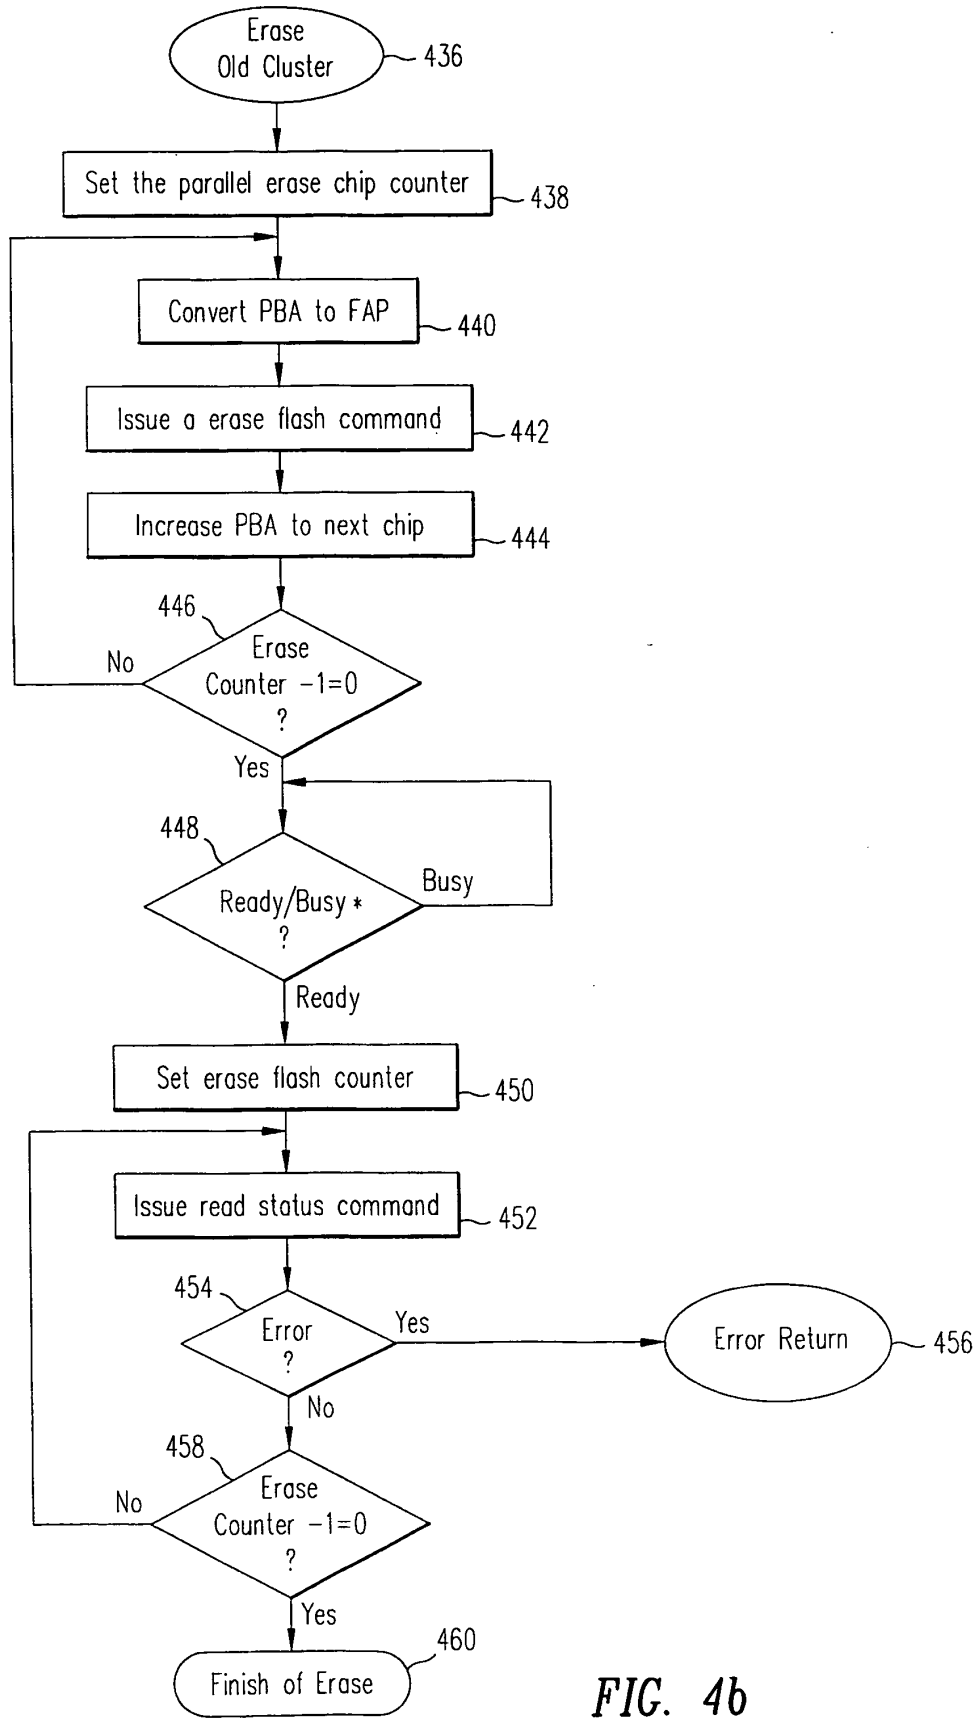 Erase
Old Cluster
436
Set the parallel erase chip counter
438
Convert PBA to FAP
440
Issue a erase flash command
442
Increase PBA to next chip
444
446
Erase
Counter -1=0
?
No
Yes
448
Ready/Busy *
?
Busy
Ready
Set erase flash counter
450
Issue read status command
452
454
Error
?
Yes
Error Return
456
No
458
Erase
Counter -1=0
?
No
Yes
460
Finish of Erase
FIG. 4b